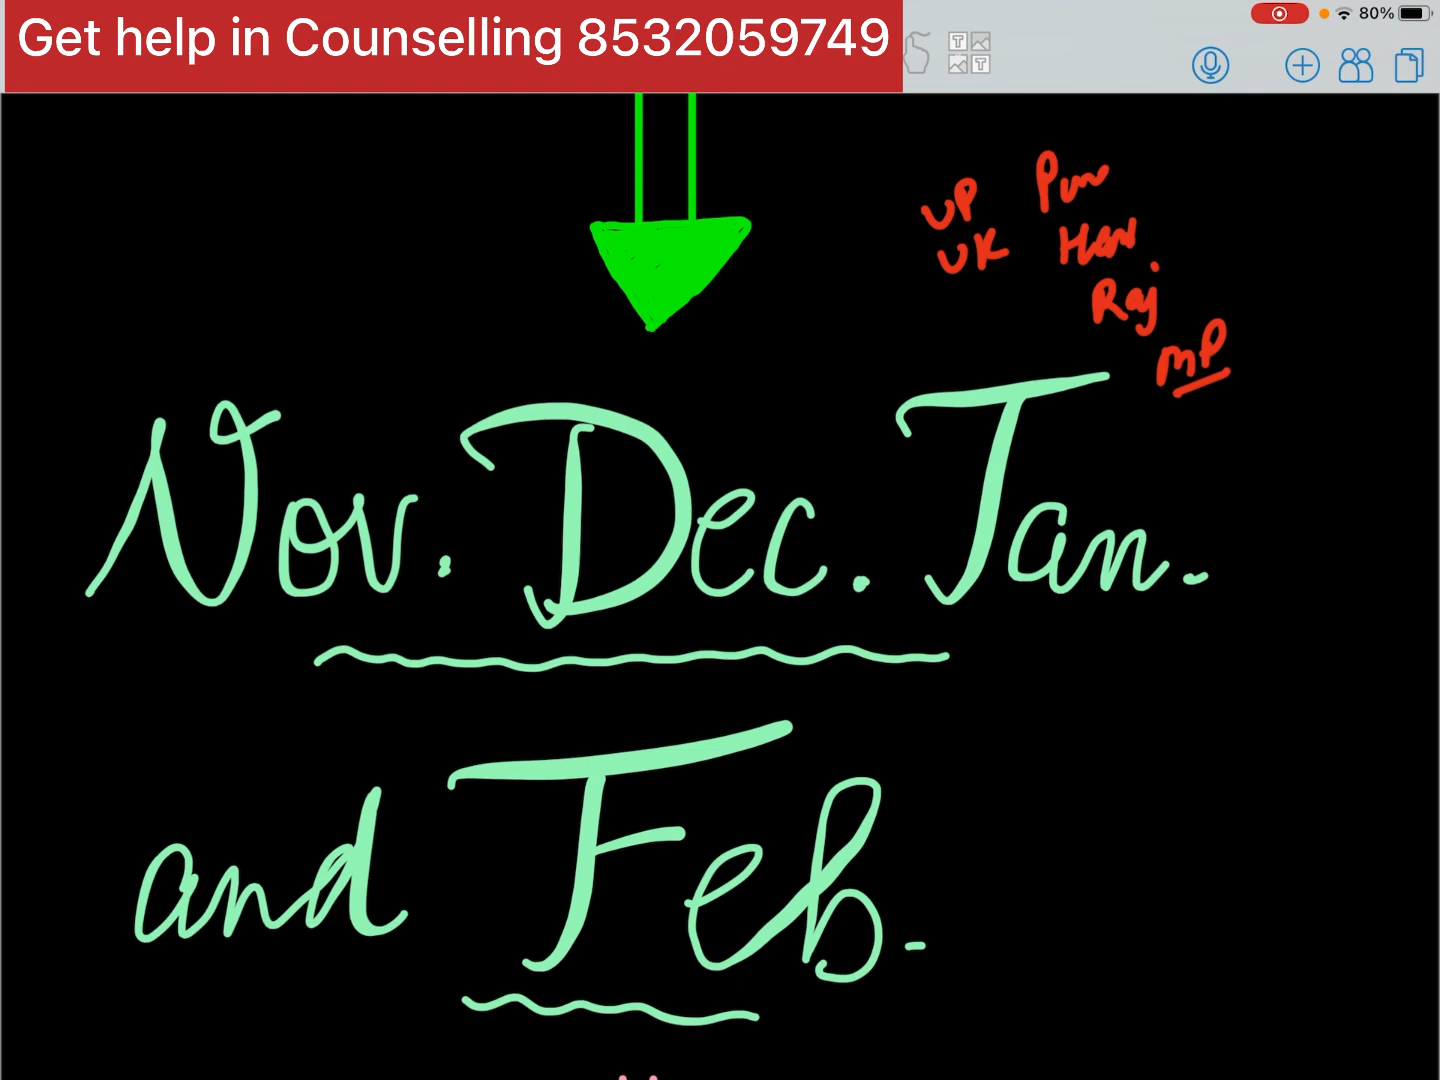 Get help in Counselling 8532059749
80%
UP Pun
UK Har
Raj
MP
Nov. Dec. Jan.
and Feb.